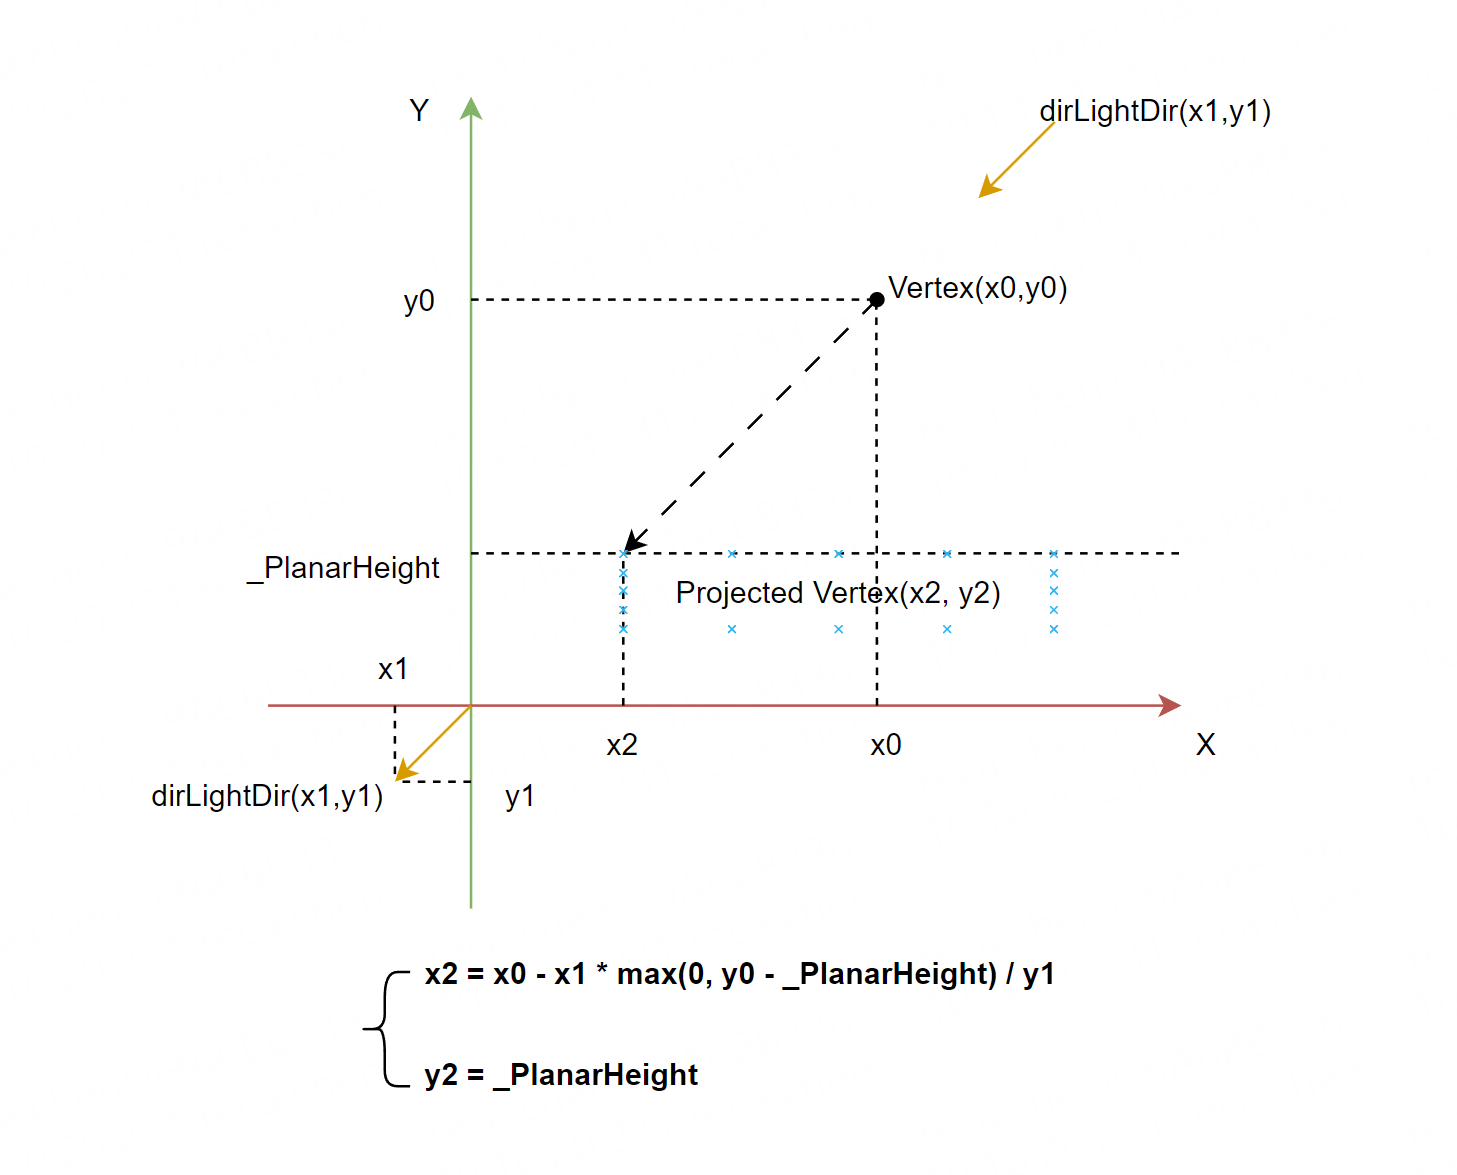 Y
dirLightDir(x1,y1)
Vertex(x0,y0)
y0
_PlanarHeight
Projected Vertex(x2, y2)
x1
x2
x0
X
dirLightDir(x1,y1)
y1
x2 = x0 - x1 * max(0, y0 - _PlanarHeight) / y1
y2 = _PlanarHeight